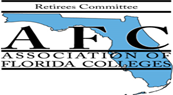 Retirees Committee
AFC
ASSOCIATION OF
FLORIDA COLLEGES